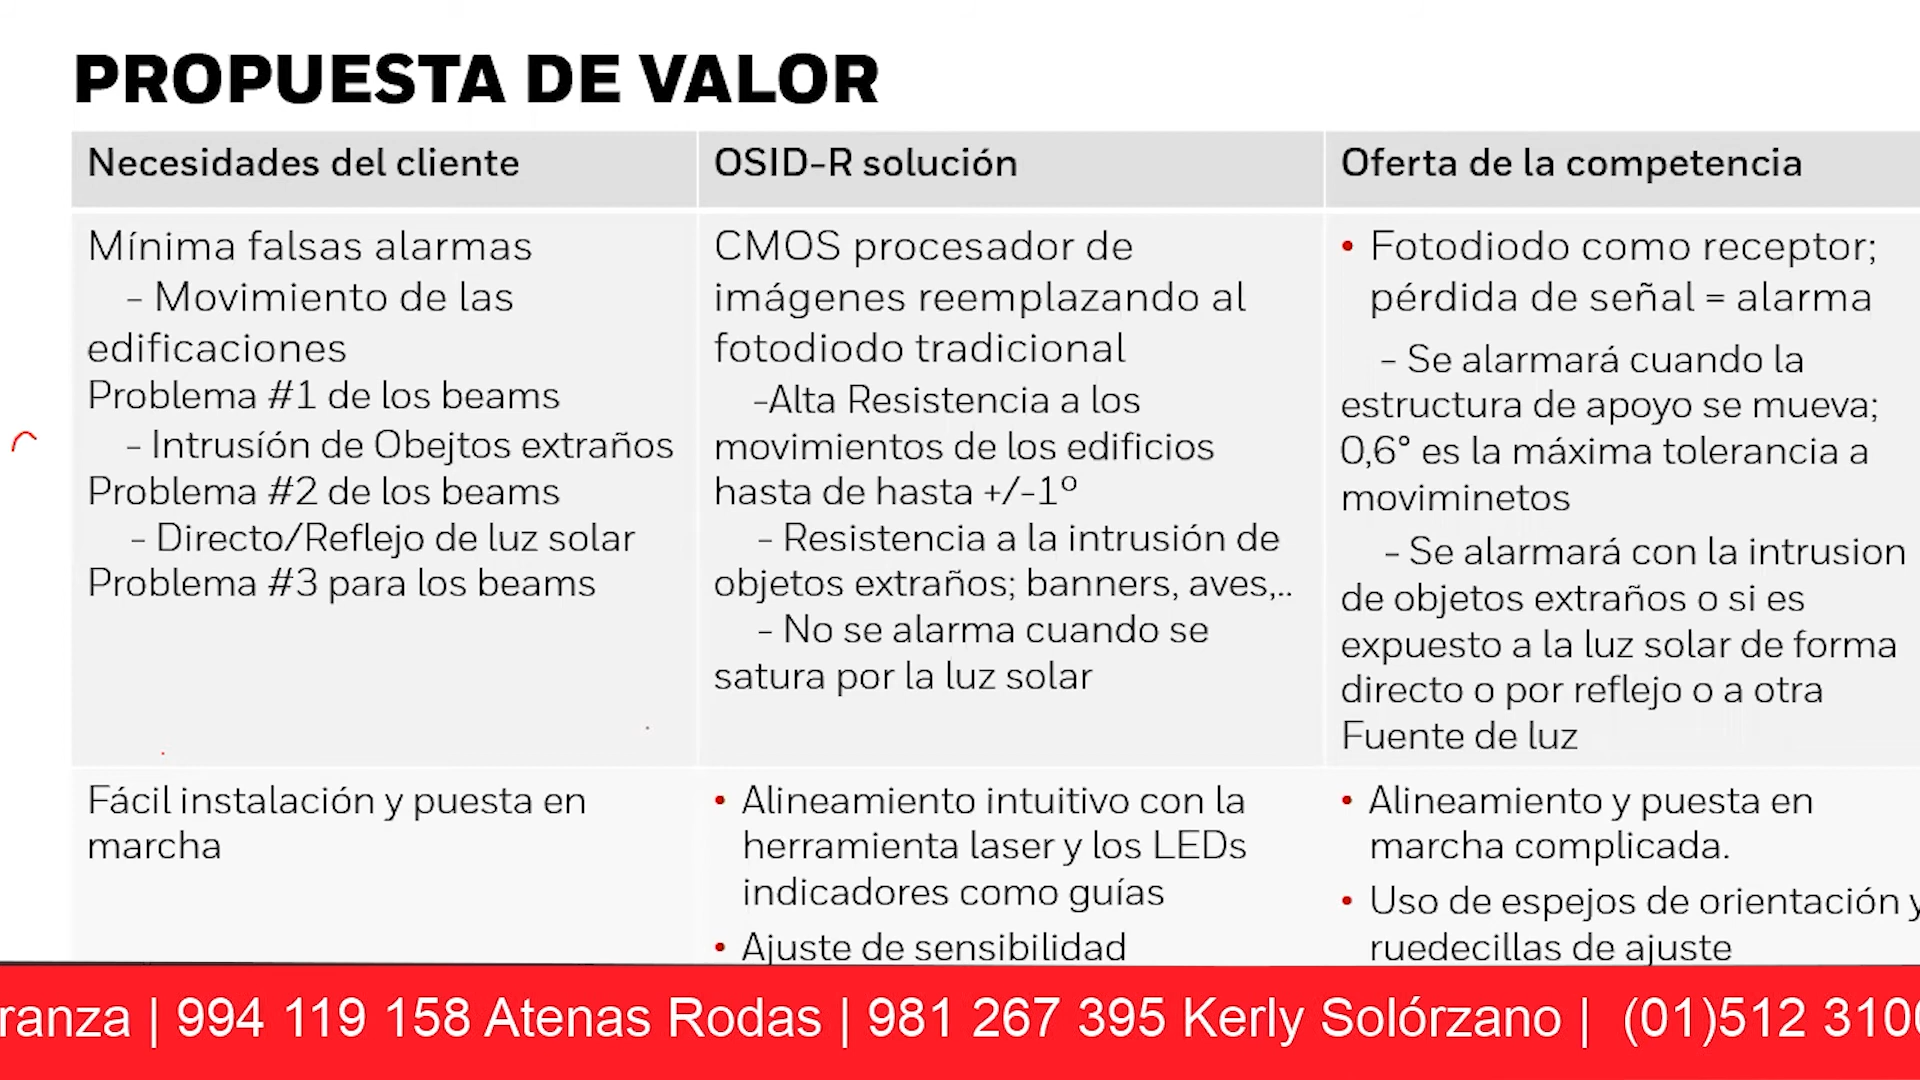 PROPUESTA DE VALOR
Necesidades del cliente
OSID-R solución
Oferta de la competencia
Mínima falsas alarmas
- Movimiento de las
edificaciones
Problema #1 de los beams
- Intrusíón de Obejtos extraños
Problema #2 de los beams
- Directo/Reflejo de luz solar
Problema #3 para los beams
CMOS procesador de
imágenes reemplazando al
fotodiodo tradicional
-Alta Resistencia a los
movimientos de los edificios
hasta de hasta +/-1º
- Resistencia a la intrusión de
objetos extraños; banners, aves,..
- No se alarma cuando se
satura por la luz solar
• Fotodiodo como receptor;
pérdida de señal = alarma
- Se alarmará cuando la
estructura de apoyo se mueva;
0,6° es la máxima tolerancia a
moviminetos
- Se alarmará con la intrusion
de objetos extraños o si es
expuesto a la luz solar de forma
directo o por reflejo o a otra
Fuente de luz
Fácil instalación y puesta en
marcha
• Alineamiento intuitivo con la
herramienta laser y los LEDs
indicadores como guías
• Ajuste de sensibilidad
• Alineamiento y puesta en
marcha complicada.
• Uso de espejos de orientación y
ruedecillas de ajuste
ranza | 994 119 158 Atenas Rodas | 981 267 395 Kerly Solórzano | (01)512 310